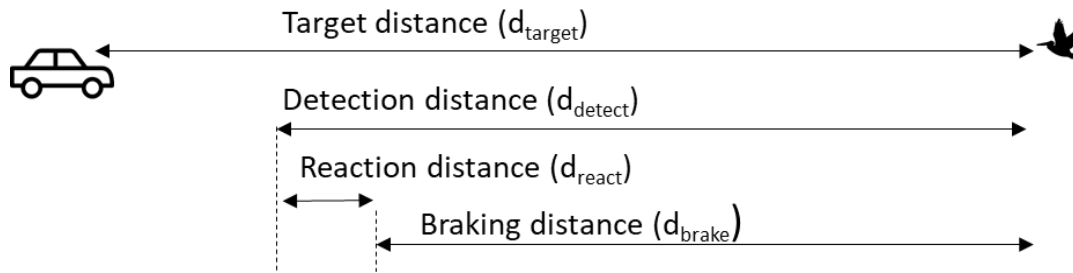 Target distance (dtarget)
Detection distance (ddetect)
Reaction distance (dreact)
Braking distance (dbrake)